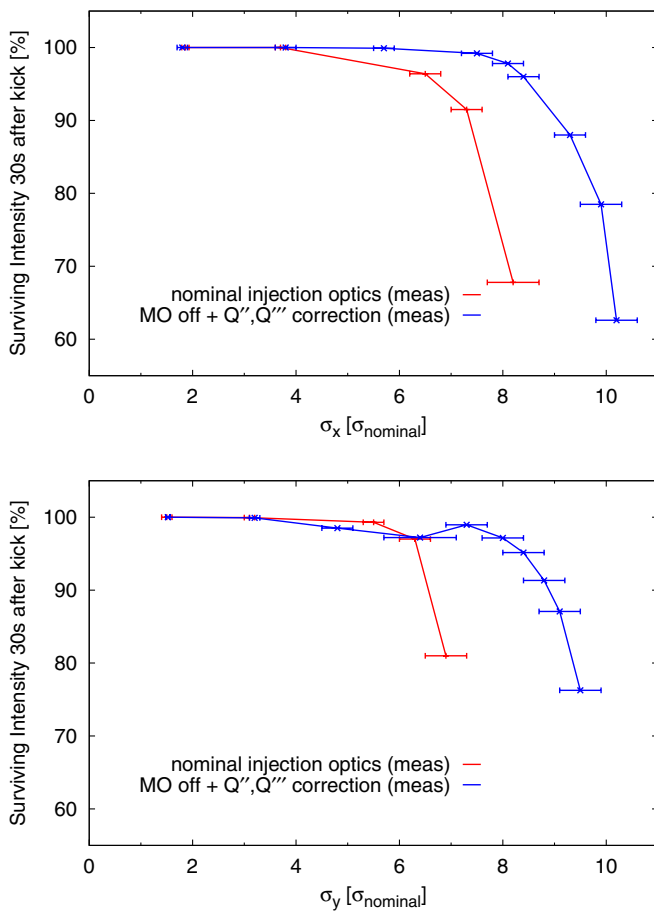 Surviving Intensity 30s after kick [%]
100
90
80
70
60
nominal injection optics (meas)
MO off + Q″,Q‴ correction (meas)
0 2 4 6 8 10
σx [σnominal]
Surviving Intensity 30s after kick [%]
100
90
80
70
60
nominal injection optics (meas)
MO off + Q″,Q‴ correction (meas)
0 2 4 6 8 10
σy [σnominal]